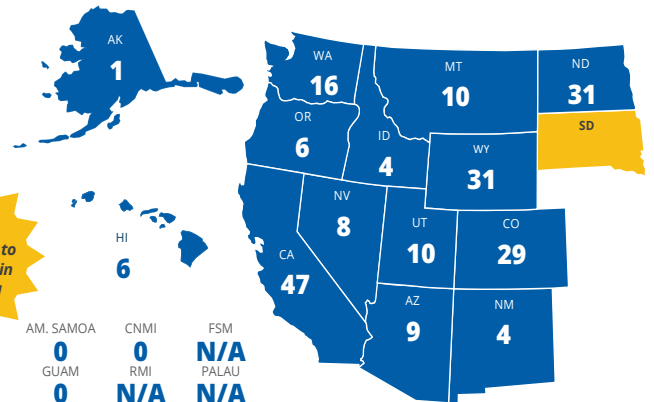 AK
1
WA
16
MT
10
ND
31
OR
6
ID
4
SD
WY
31
NV
8
UT
10
CO
29
CA
47
AZ
9
NM
4
HI
6
to
in
AM. SAMOA CNMI FSM
0 0 N/A
GUAM RMI PALAU
0 N/A N/A